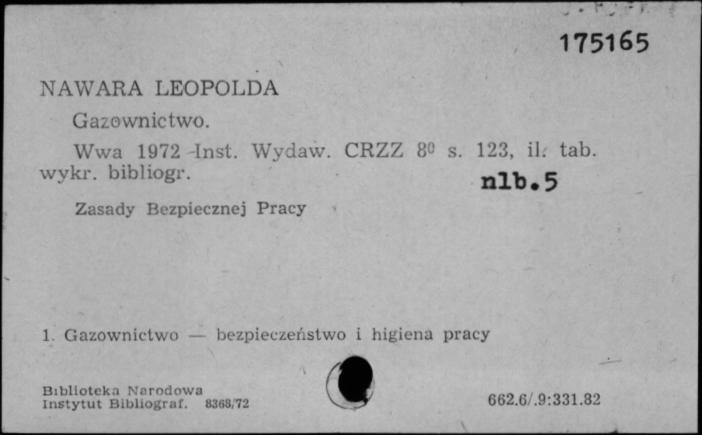 175165
NAWARA LEOPOLDA
Gazownictwo.
Wwa 1972 Inst. Wydaw. CRZZ 8⁰ s. 123, il. tab.
wykr. bibliogr.
nlb.5
Zasady Bezpiecznej Pracy
1. Gazownictwo — bezpieczeństwo i higiena pracy
Biblioteka Narodowa
Instytut Bibliograf. 8368/72
662.6/.9:331.82